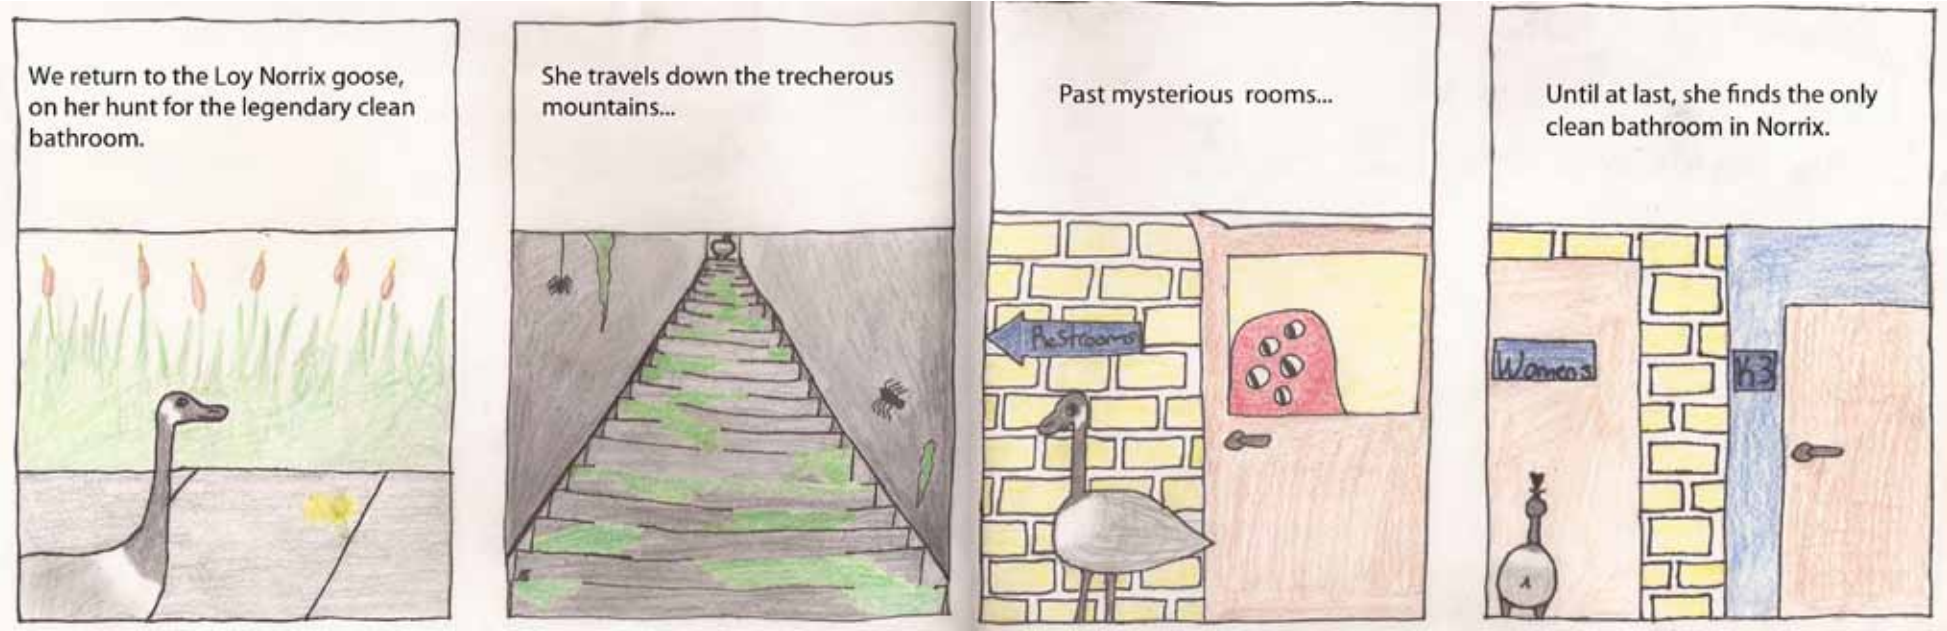 We return to the Loy Norrix goose,
on her hunt for the legendary clean
bathroom.
She travels down the trecherous
mountains...
Past mysterious rooms...
Restrooms
Until at last, she finds the only
clean bathroom in Norrix.
Womens
K3